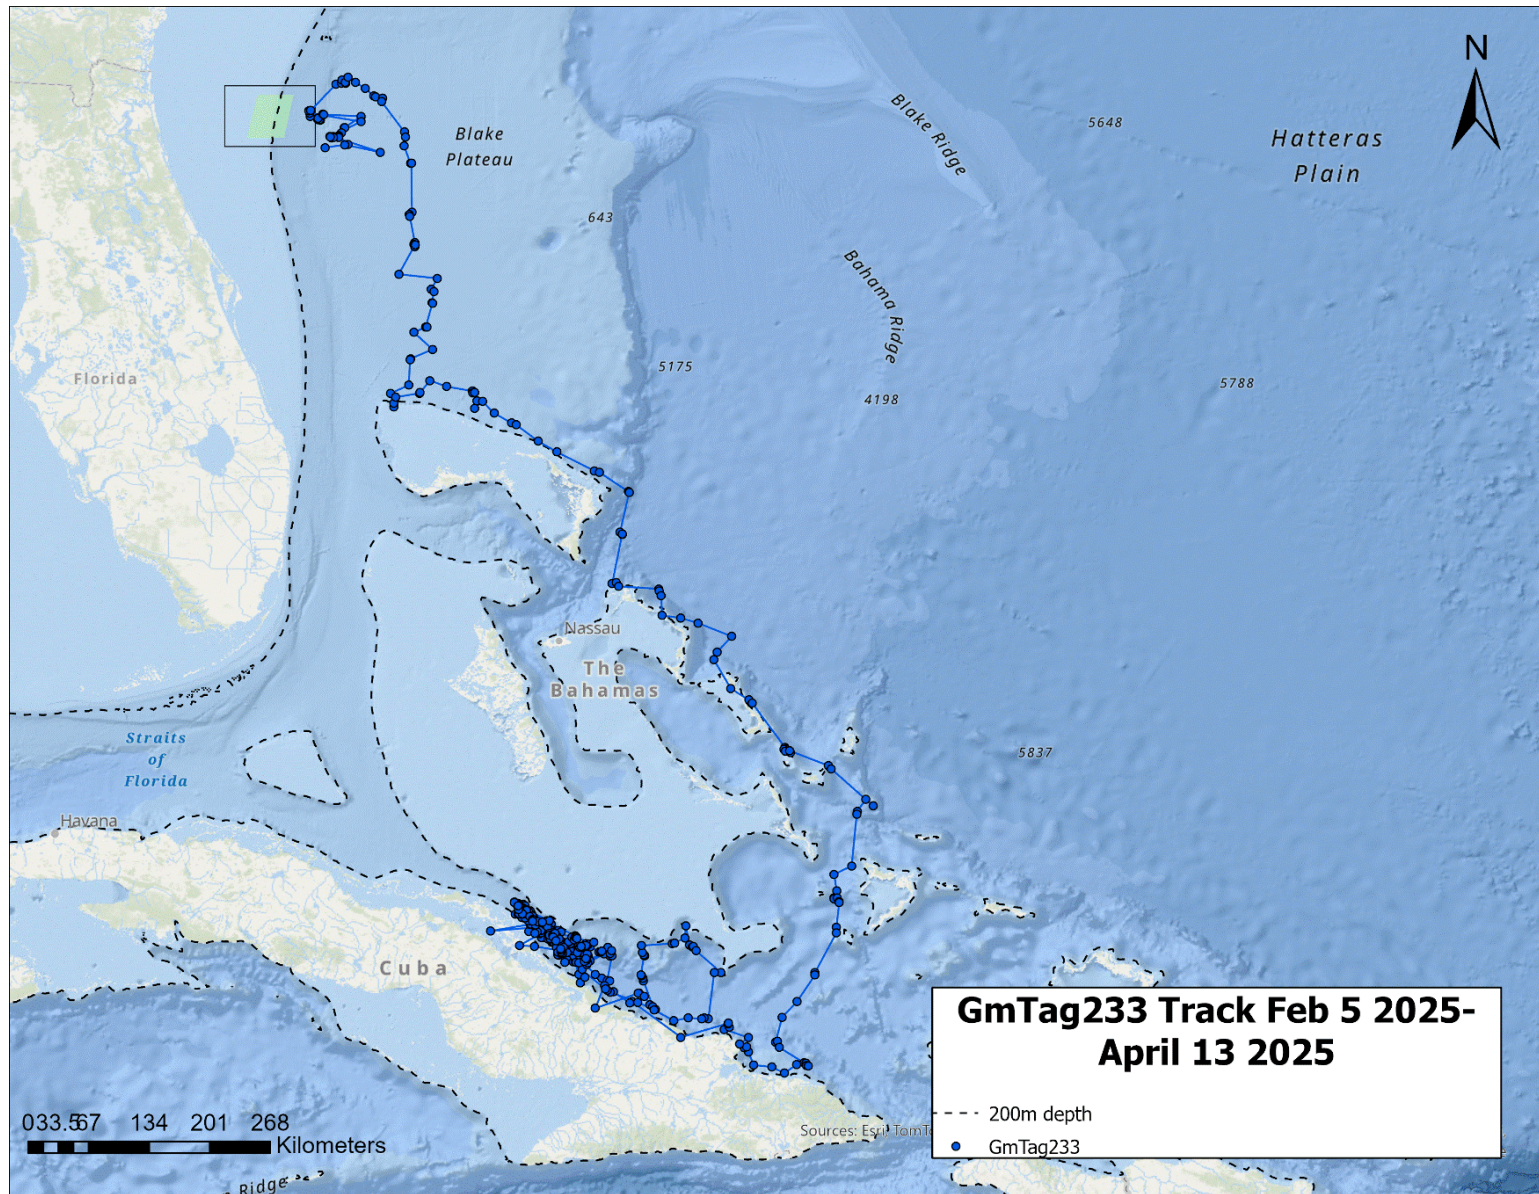 N
Blake Ridge
5648
Hatteras
Plain
Blake
Plateau
643
Bahama Ridge
5175
4198
5788
Florida
Nassau
The
Bahamas
Straits
of
Florida
5837
Havana
Cuba
GmTag233 Track Feb 5 2025-
April 13 2025
200m depth
GmTag233
033.567 134 201 268
Kilometers
Sources: Esri, TomTo
Ridge